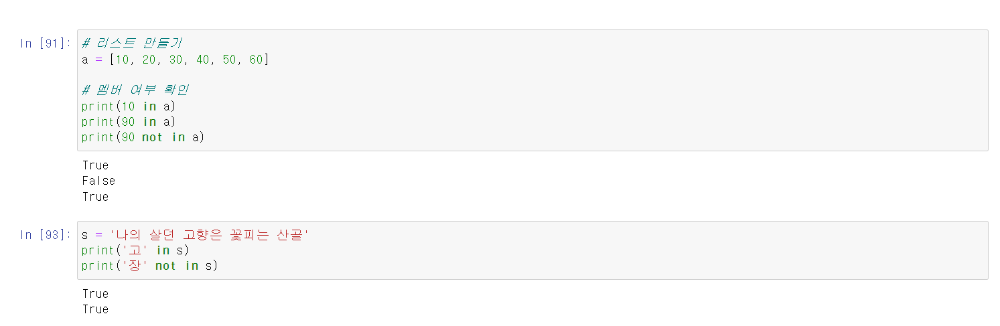 In [91]:
# 리스트 만들기
a = [10, 20, 30, 40, 50, 60]
# 멤버 여부 확인
print(10 in a)
print(90 in a)
print(90 not in a)
True
False
True
In [93]:
s = '나의 살던 고향은 꽃피는 산골'
print('고' in s)
print('장' not in s)
True
True